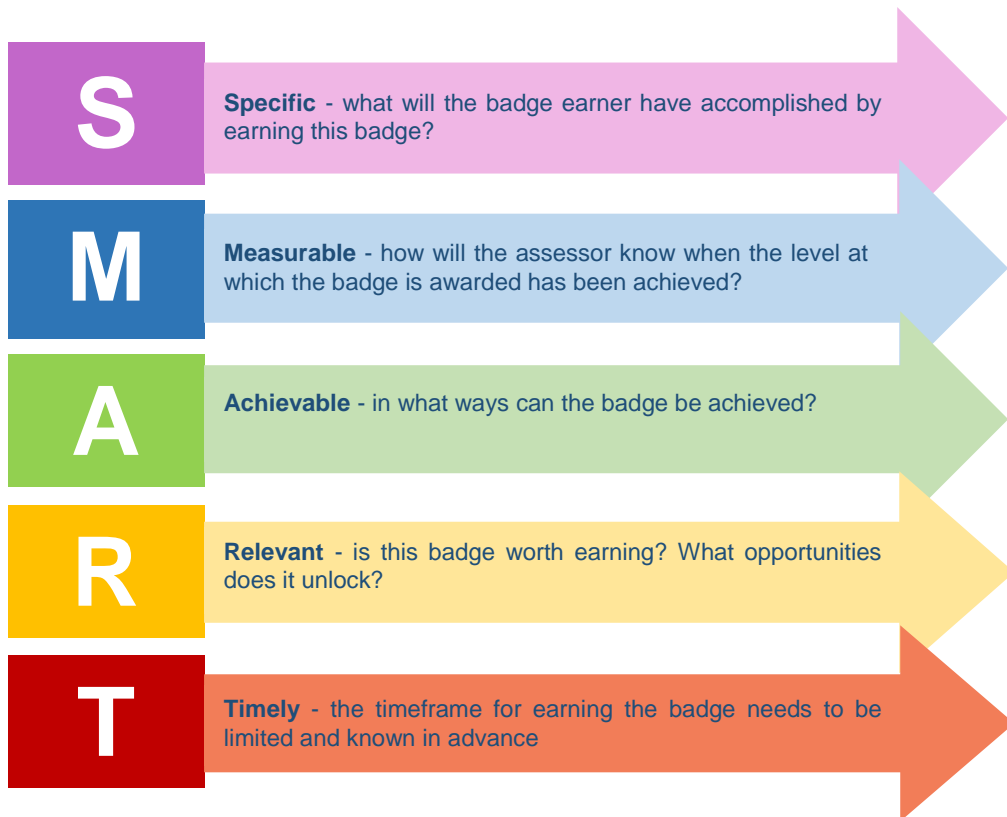 S
Specific - what will the badge earner have accomplished by
earning this badge?
M
Measurable - how will the assessor know when the level at
which the badge is awarded has been achieved?
A
Achievable - in what ways can the badge be achieved?
R
Relevant - is this badge worth earning? What opportunities
does it unlock?
T
Timely - the timeframe for earning the badge needs to be
limited and known in advance